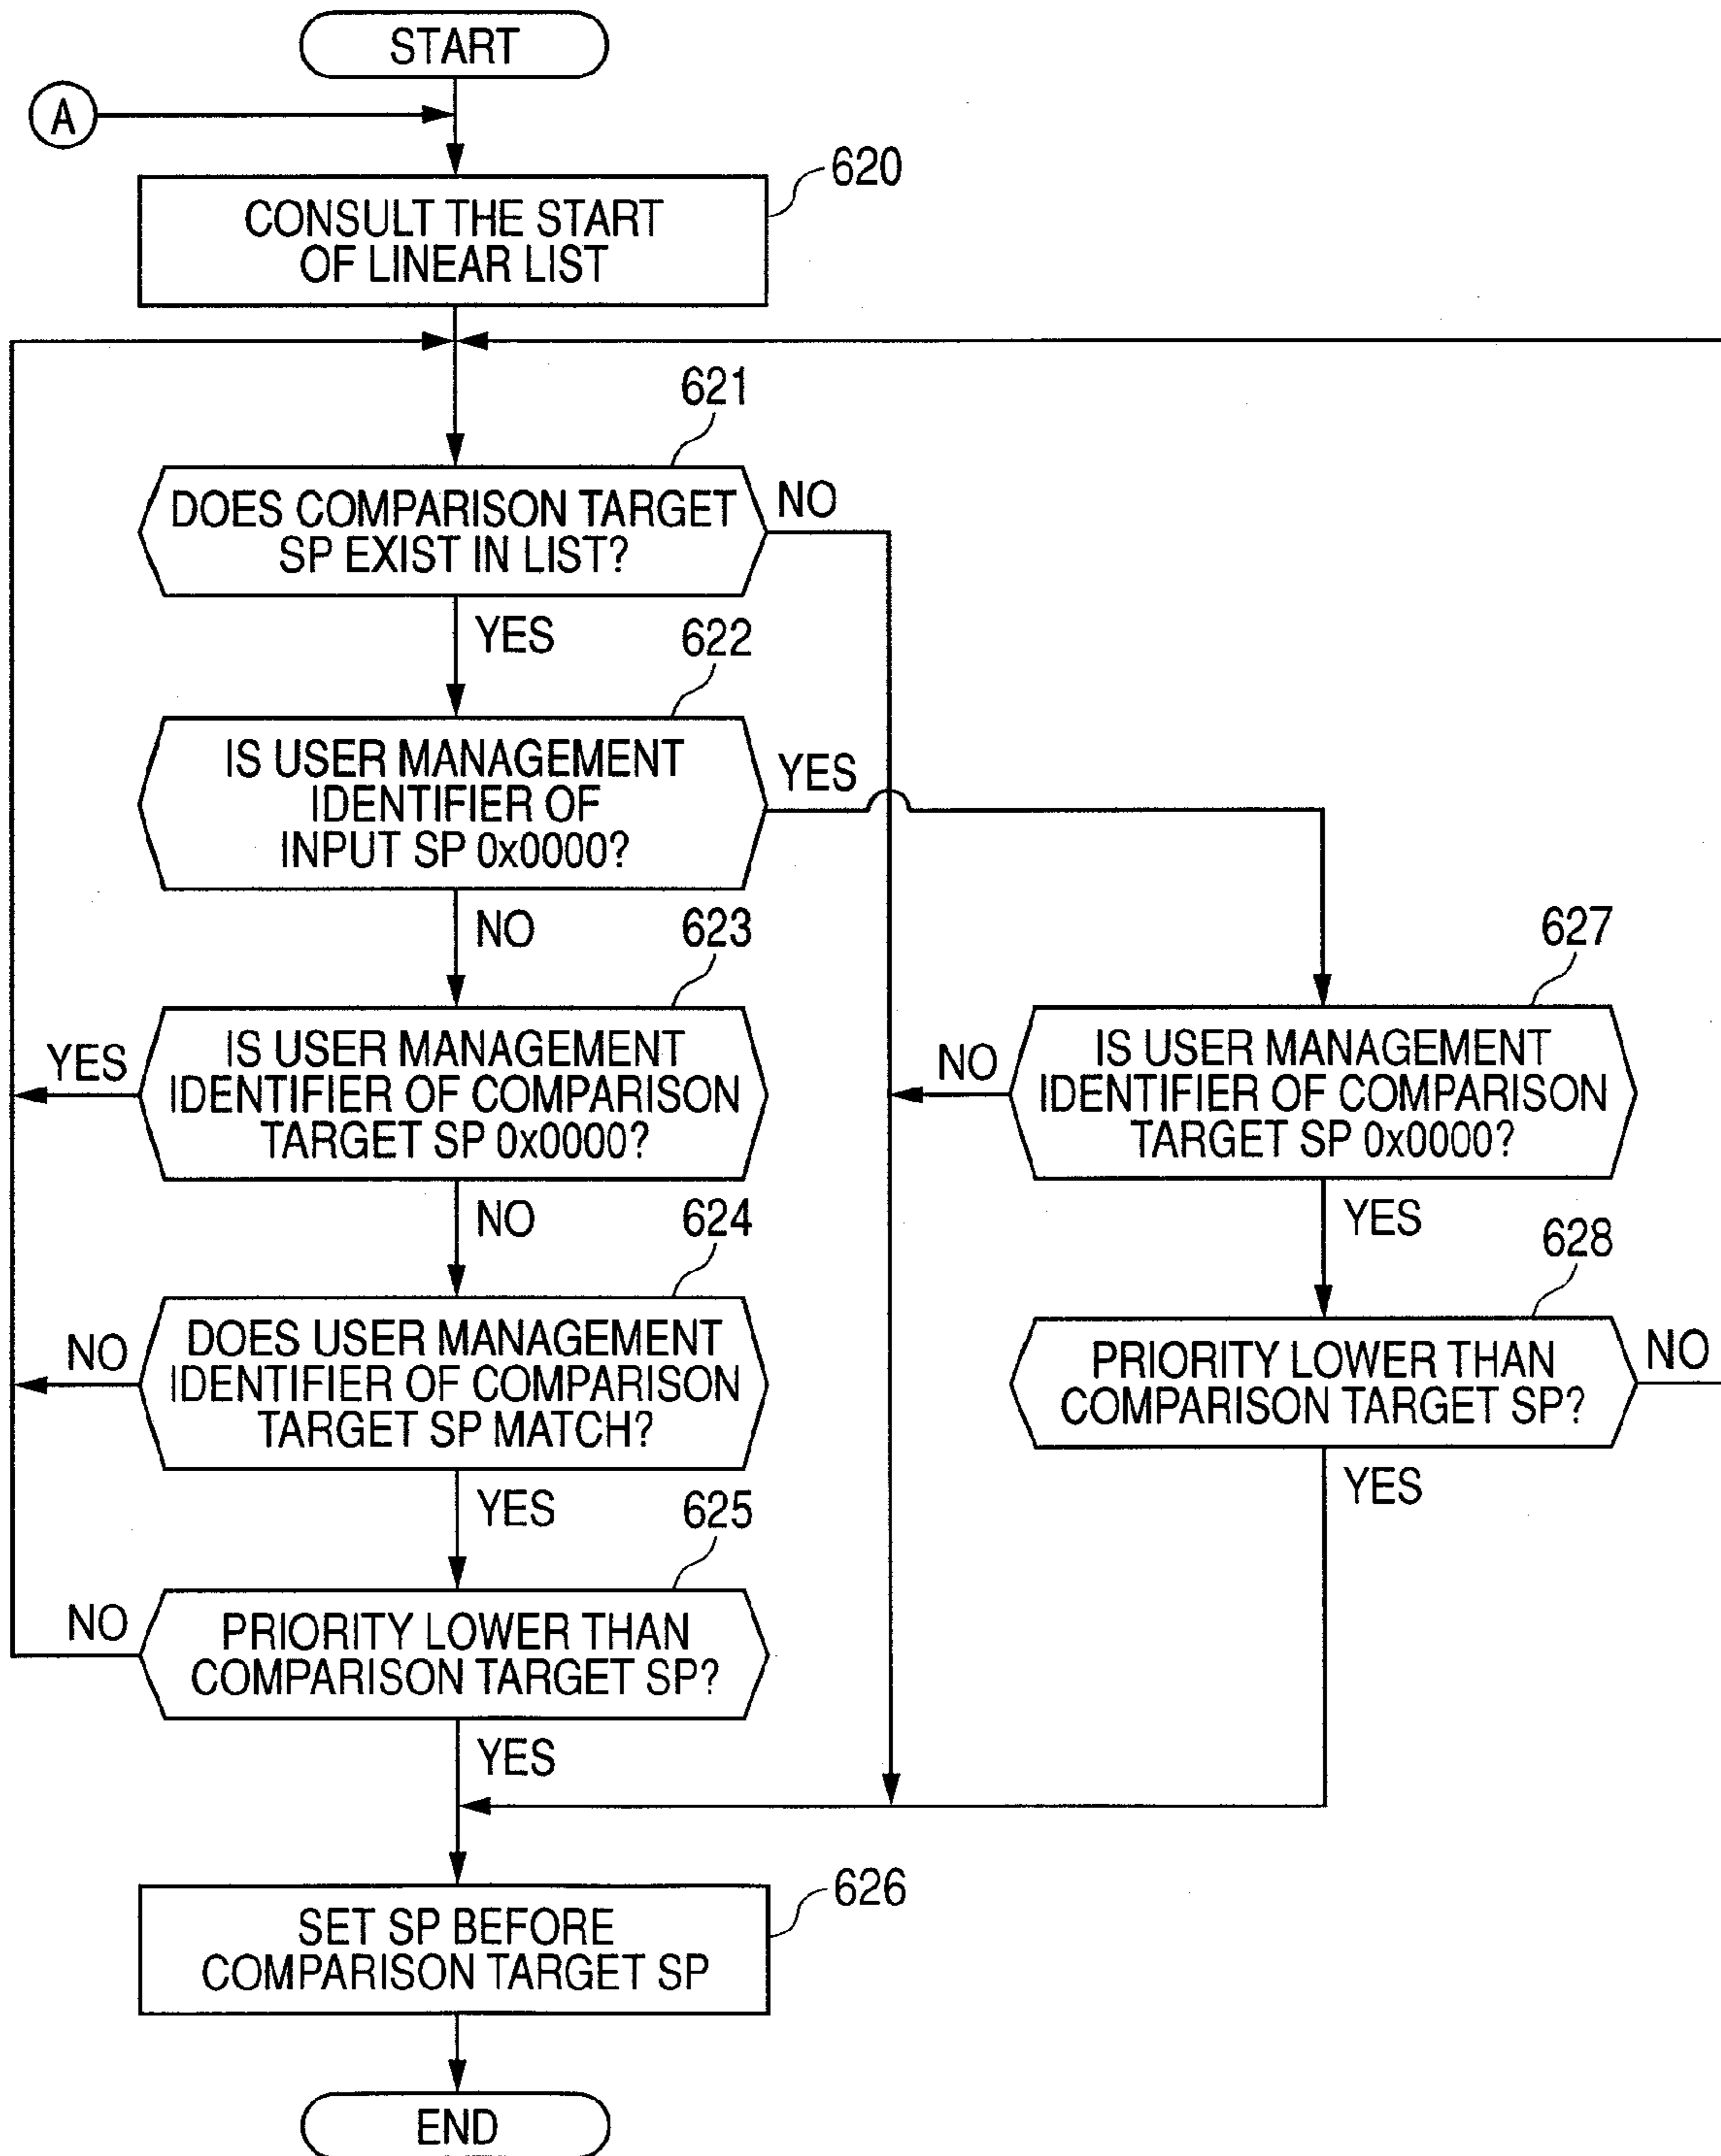 START
A
620
CONSULT THE START
OF LINEAR LIST
621
DOES COMPARISON TARGET
SP EXIST IN LIST?
NO
YES
622
IS USER MANAGEMENT
IDENTIFIER OF
INPUT SP 0x0000?
YES
NO
623
IS USER MANAGEMENT
IDENTIFIER OF COMPARISON
TARGET SP 0x0000?
YES
NO
627
IS USER MANAGEMENT
IDENTIFIER OF COMPARISON
TARGET SP 0x0000?
NO
YES
624
DOES USER MANAGEMENT
IDENTIFIER OF COMPARISON
TARGET SP MATCH?
NO
YES
628
PRIORITY LOWER THAN
COMPARISON TARGET SP?
NO
YES
625
PRIORITY LOWER THAN
COMPARISON TARGET SP?
NO
YES
626
SET SP BEFORE
COMPARISON TARGET SP
END